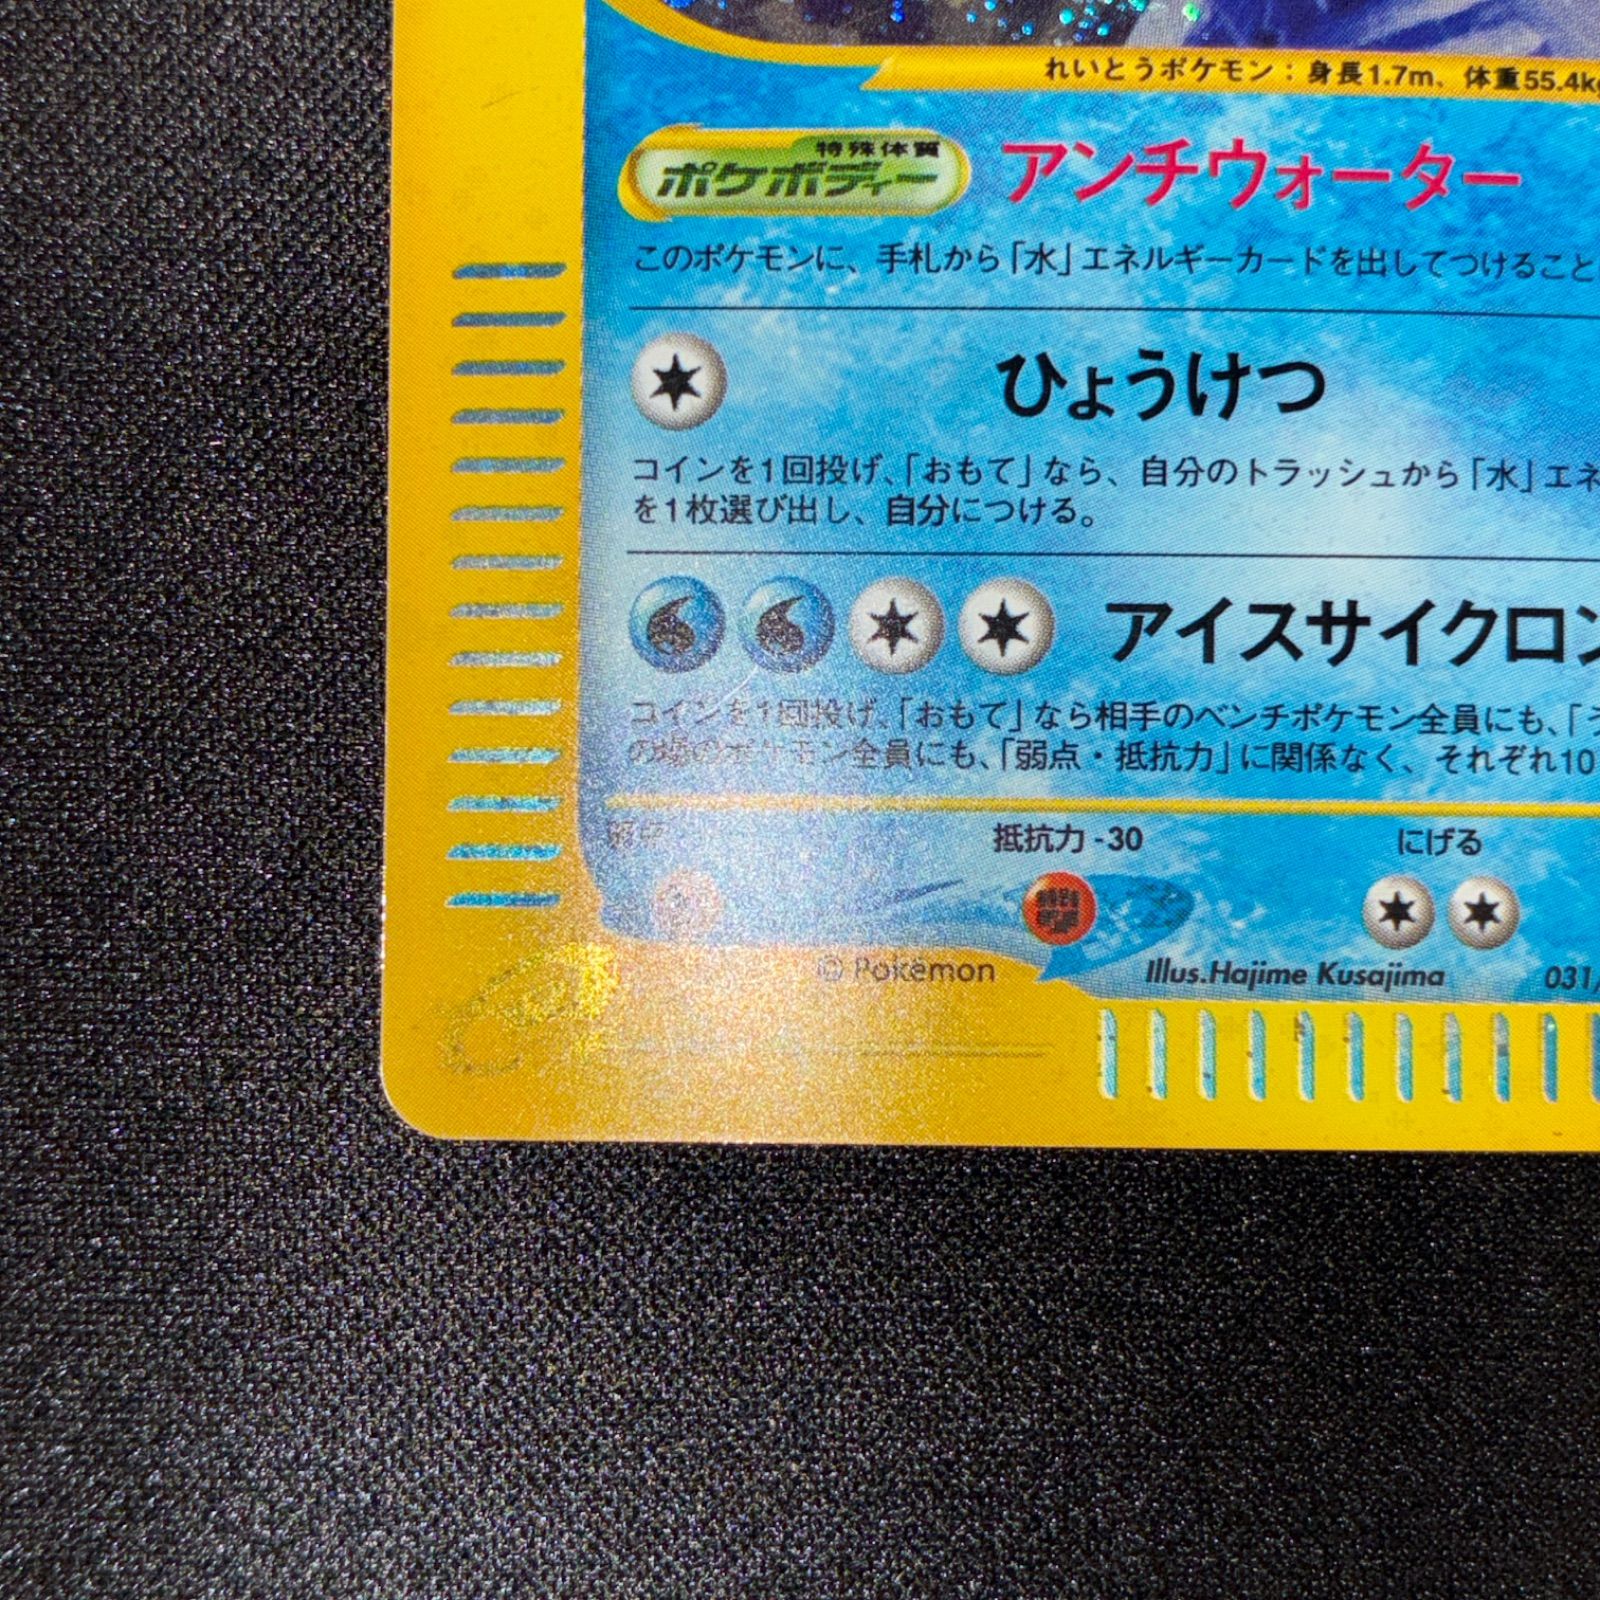 れいとうポケモン：身長1.7m、体重55.4kg
特殊体質
ポケボディー アンチウォーター
このポケモンに、手札から「水」エネルギーカードを出してつけること
ひょうけつ
コインを1回投げ、「おもて」なら、自分のトラッシュから「水」エネ
を1枚選び出し、自分につける。
アイスサイクロン
コインを1回投げ、「おもて」なら相手のベンチポケモン全員にも、「う
の場のポケモン全員にも、「弱点・抵抗力」に関係なく、それぞれ10
弱点 抵抗力 -30 にげる
© Pokémon Illus.Hajime Kusajima 031/